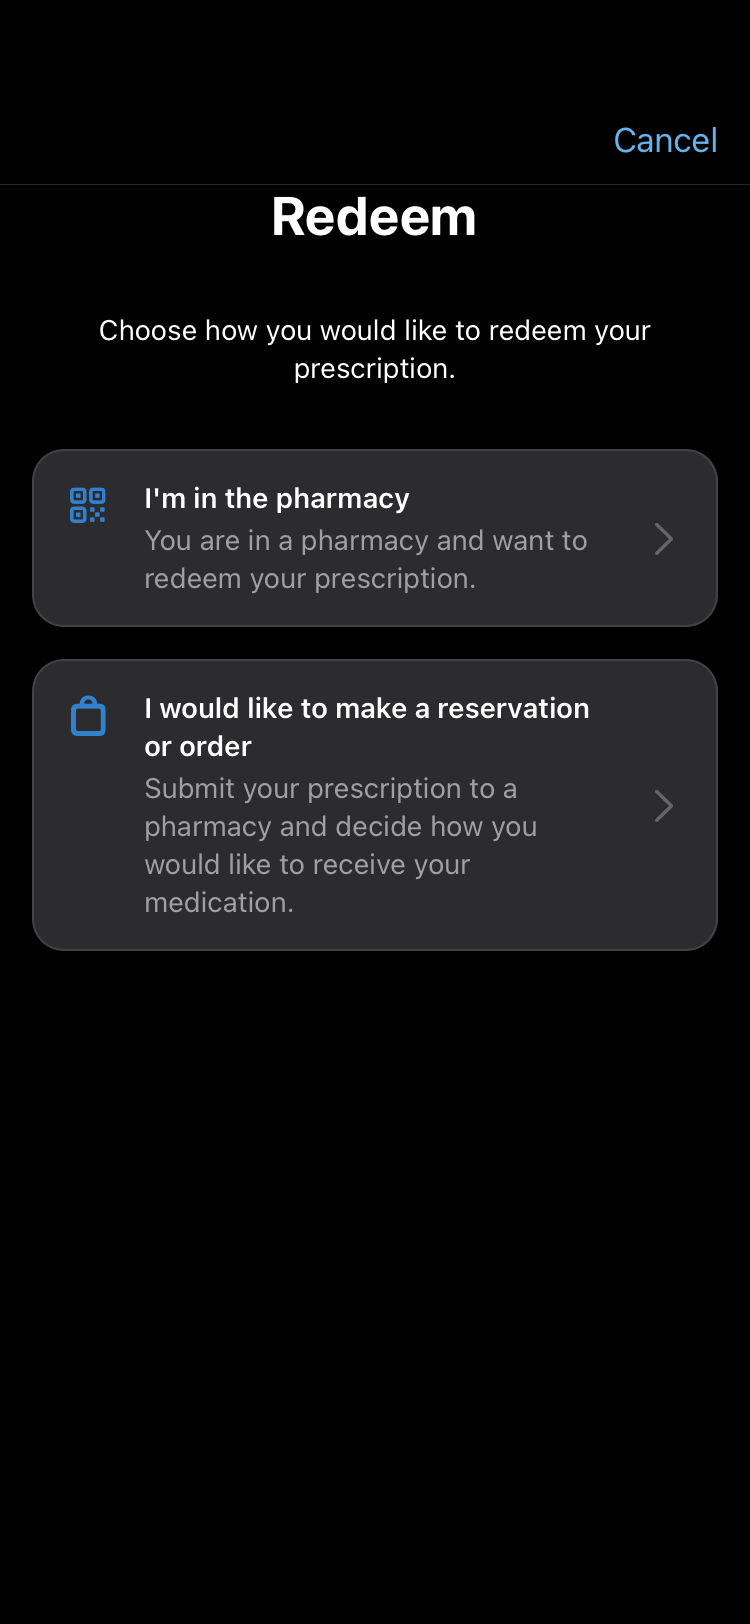 Cancel
Redeem
Choose how you would like to redeem your
prescription.
I'm in the pharmacy
You are in a pharmacy and want to
redeem your prescription.
I would like to make a reservation
or order
Submit your prescription to a
pharmacy and decide how you
would like to receive your
medication.